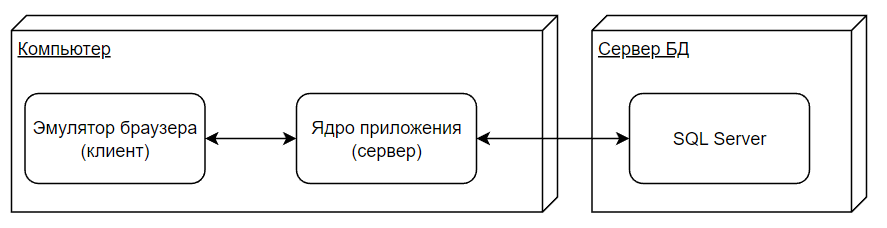 Компьютер
Сервер БД
Эмулятор браузера
(клиент)
Ядро приложения
(сервер)
SQL Server